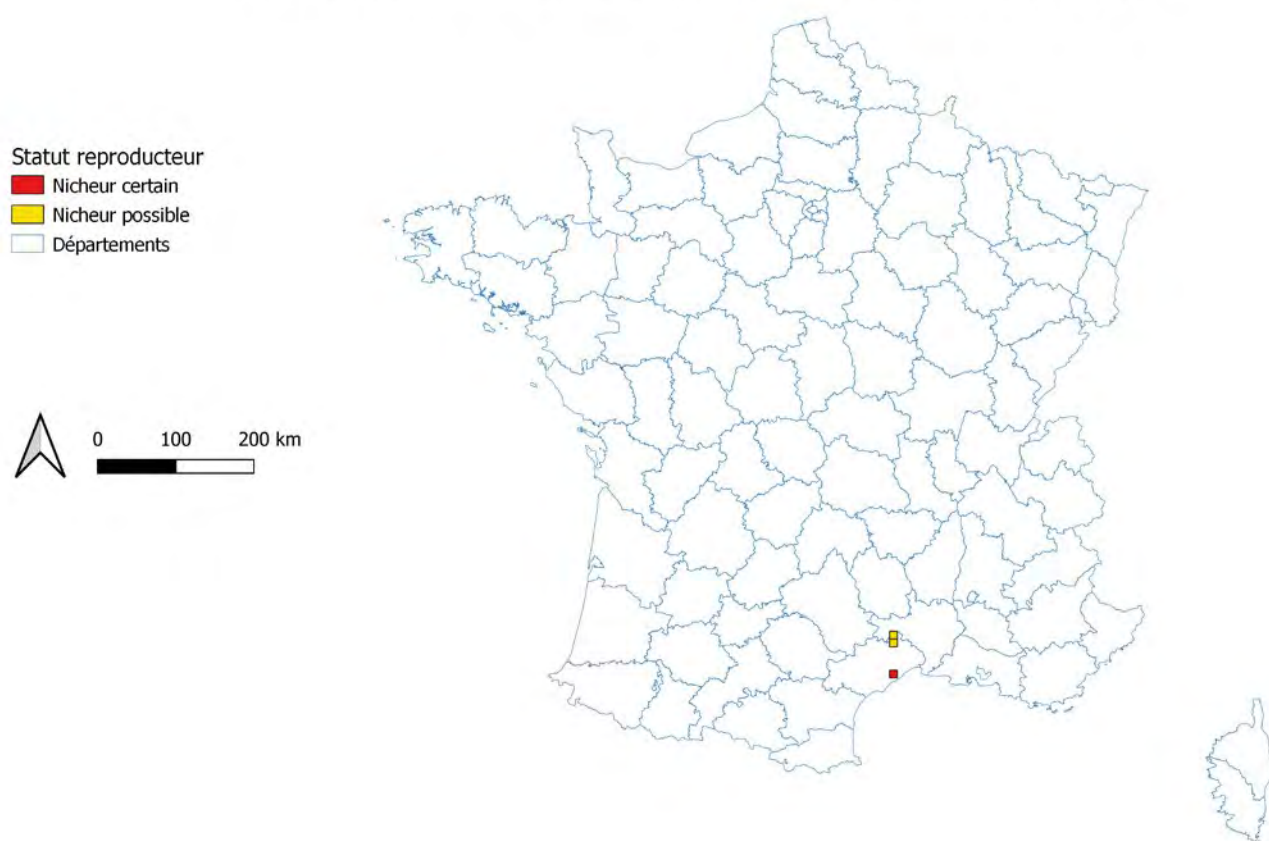 Statut reproducteur
Nicheur certain
Nicheur possible
Départements
0 100 200 km